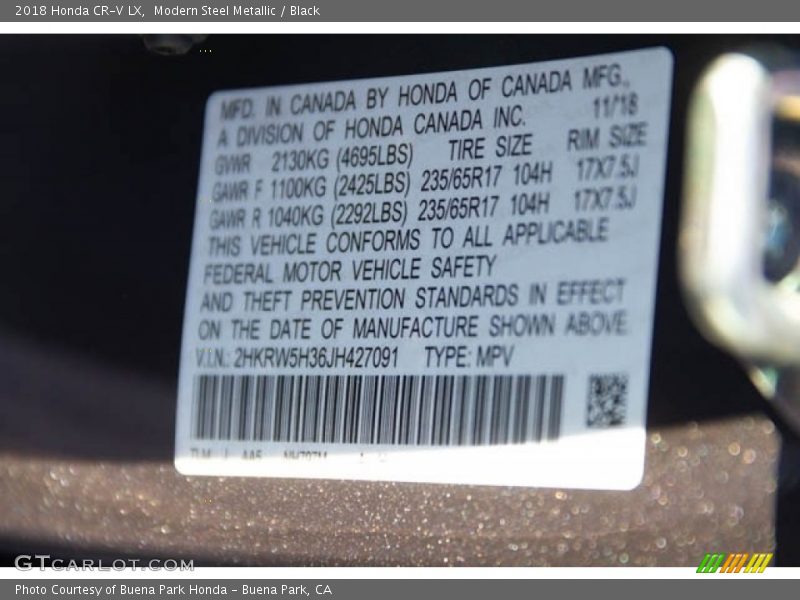 2018 Honda CR-V LX, Modern Steel Metallic / Black
MFD. IN CANADA BY HONDA OF CANADA MFG.,
A DIVISION OF HONDA CANADA INC. 11/18
GVWR 2130KG (4695LBS) TIRE SIZE RIM SIZE
GAWR F 1100KG (2425LBS) 235/65R17 104H 17X7.5J
GAWR R 1040KG (2292LBS) 235/65R17 104H 17X7.5J
THIS VEHICLE CONFORMS TO ALL APPLICABLE
FEDERAL MOTOR VEHICLE SAFETY
AND THEFT PREVENTION STANDARDS IN EFFECT
ON THE DATE OF MANUFACTURE SHOWN ABOVE.
V.I.N.: 2HKRW5H36JH427091 TYPE: MPV
GTCARLOT.COM
Photo Courtesy of Buena Park Honda - Buena Park, CA